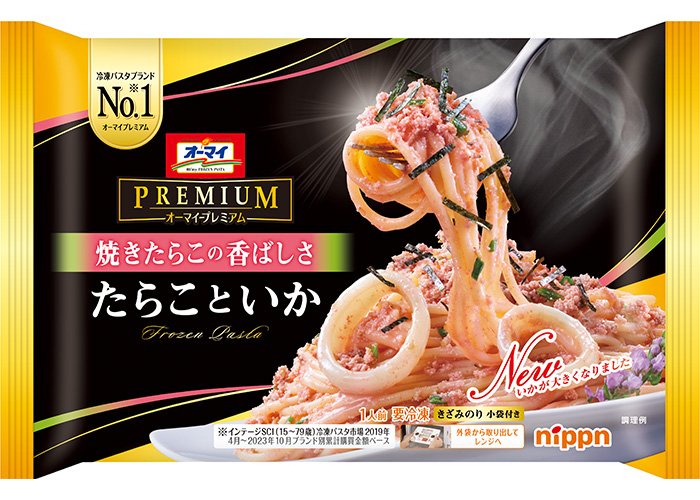 冷凍パスタブランド
※
No.1
オーマイプレミアム
オーマイ
PREMIUM
オーマイプレミアム
焼きたらこの香ばしさ
たらこといか
Frozen Pasta
New
いかが大きくなりました
1人前 要冷凍 きざみのり 小袋付き
※インテージSCI(15〜79歳)冷凍パスタ市場2019年
4月〜2023年10月ブランド別累計購買金額ベース
外袋から取り出して
レンジへ
nippn
調理例